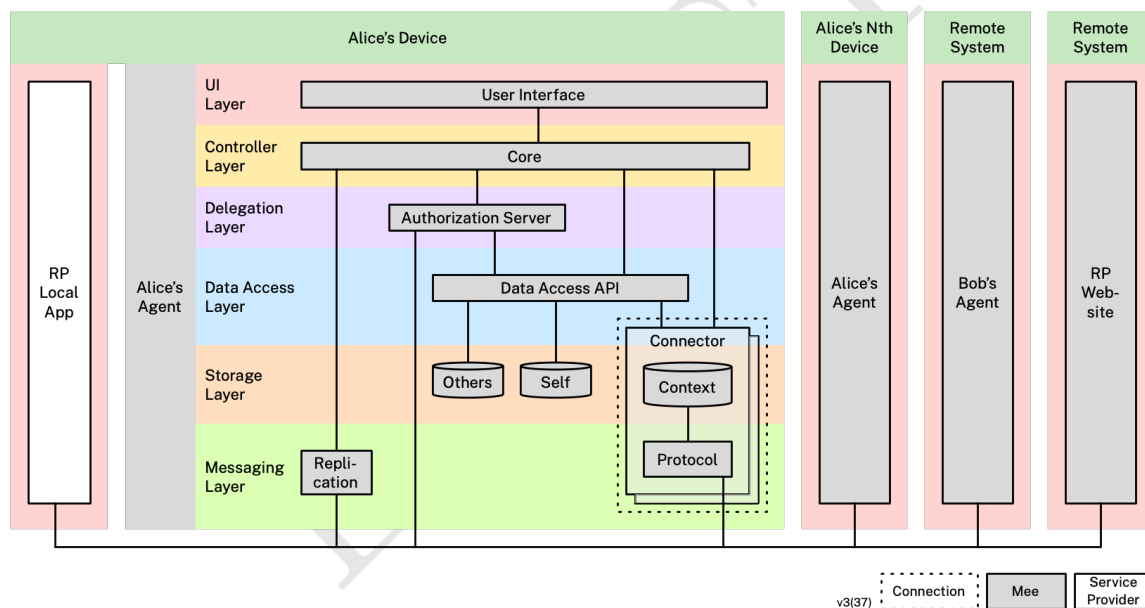 Alice's Device
Alice's Nth
Device
Remote
System
Remote
System
UI
Layer
User Interface
Controller
Layer
Core
Delegation
Layer
Authorization Server
RP
Local
App
Alice's
Agent
Data Access
Layer
Data Access API
Alice's
Agent
Bob's
Agent
RP
Web-
site
Connector
Storage
Layer
Others
Self
Context
Messaging
Layer
Repli-
cation
Protocol
v3(37)
Connection
Mee
Service
Provider